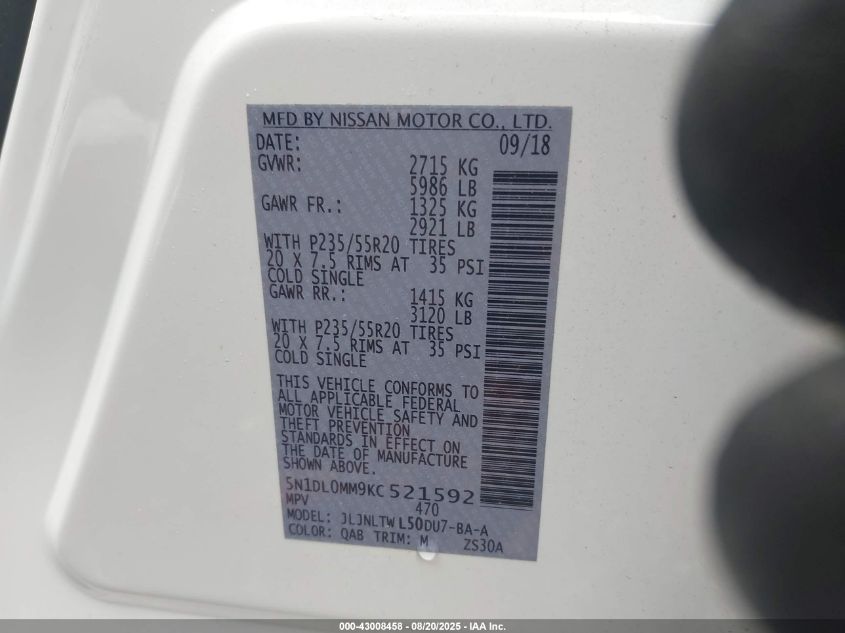 MFD BY NISSAN MOTOR CO., LTD.
DATE: 09/18
GVWR: 2715 KG
5986 LB
GAWR FR.: 1325 KG
2921 LB
WITH P235/55R20 TIRES
20 X 7.5 RIMS AT 35 PSI
COLD SINGLE
GAWR RR.: 1415 KG
3120 LB
WITH P235/55R20 TIRES
20 X 7.5 RIMS AT 35 PSI
COLD SINGLE
THIS VEHICLE CONFORMS TO
ALL APPLICABLE FEDERAL
MOTOR VEHICLE SAFETY AND
THEFT PREVENTION
STANDARDS IN EFFECT ON
THE DATE OF MANUFACTURE
SHOWN ABOVE.
5N1DL0MM9KC 521592
MPV 470
MODEL: JLJNLTW L50DU7-BA-A
COLOR: QAB TRIM: M ZS30A
000-43008458 - 08/20/2025 - IAA Inc.